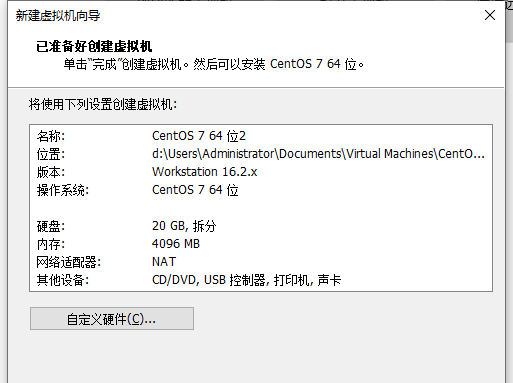 新建虚拟机向导
已准备好创建虚拟机
单击“完成”创建虚拟机。然后可以安装 CentOS 7 64 位。
将使用下列设置创建虚拟机:
名称: CentOS 7 64 位2
位置: d:\Users\Administrator\Documents\Virtual Machines\CentO...
版本: Workstation 16.2.x
操作系统: CentOS 7 64 位
硬盘: 20 GB, 拆分
内存: 4096 MB
网络适配器: NAT
其他设备: CD/DVD, USB 控制器, 打印机, 声卡
自定义硬件(C)...